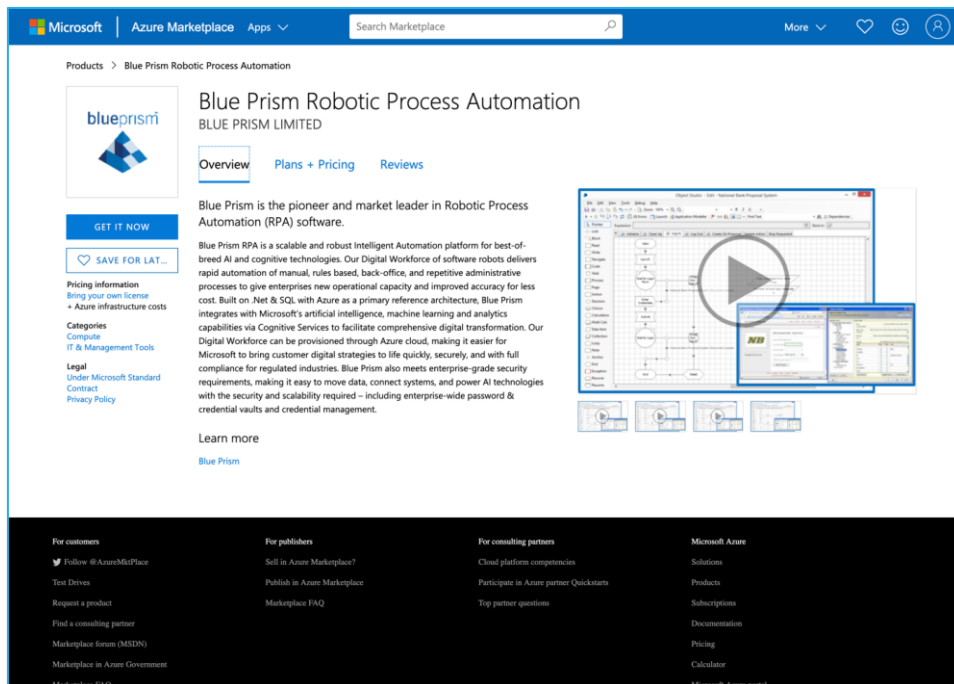 Microsoft Azure Marketplace Apps Search Marketplace More
Products > Blue Prism Robotic Process Automation
blueprism
Blue Prism Robotic Process Automation
BLUE PRISM LIMITED
Overview Plans + Pricing Reviews
GET IT NOW
SAVE FOR LAT...
Pricing information
Bring your own license
+ Azure infrastructure costs
Categories
Compute
IT & Management Tools
Legal
Under Microsoft Standard
Contract
Privacy Policy
Blue Prism is the pioneer and market leader in Robotic Process
Automation (RPA) software.
Blue Prism RPA is a scalable and robust Intelligent Automation platform for best-of-
breed AI and cognitive technologies. Our Digital Workforce of software robots delivers
rapid automation of manual, rules based, back-office, and repetitive administrative
processes to give enterprises new operational capacity and improved accuracy for less
cost. Built on .Net & SQL with Azure as a primary reference architecture, Blue Prism
integrates with Microsoft's artificial intelligence, machine learning and analytics
capabilities via Cognitive Services to facilitate comprehensive digital transformation. Our
Digital Workforce can be provisioned through Azure cloud, making it easier for
Microsoft to bring customer digital strategies to life quickly, securely, and with full
compliance for regulated industries. Blue Prism also meets enterprise-grade security
requirements, making it easy to move data, connect systems, and power AI technologies
with the security and scalability required – including enterprise-wide password &
credential vaults and credential management.
Learn more
Blue Prism
Object Studio - Edit - National Bank Proposal System
NB
For customers
Follow @AzureMktPlace
Test Drives
Request a product
Find a consulting partner
Marketplace forum (MSDN)
Marketplace in Azure Government
Marketplace FAQ
For publishers
Sell in Azure Marketplace?
Publish in Azure Marketplace
Marketplace FAQ
For consulting partners
Cloud platform competencies
Participate in Azure partner Quickstarts
Top partner questions
Microsoft Azure
Solutions
Products
Subscriptions
Documentation
Pricing
Calculator
Microsoft Azure portal